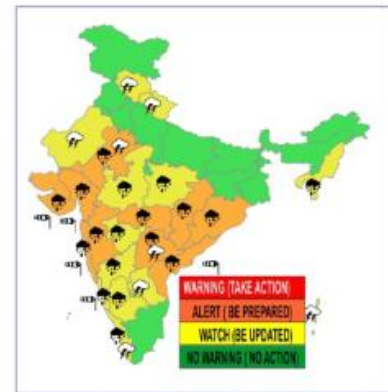 WARNING (TAKE ACTION)
ALERT ( BE PREPARED)
WATCH (BE UPDATED)
NO WARNING ( NO ACTION)